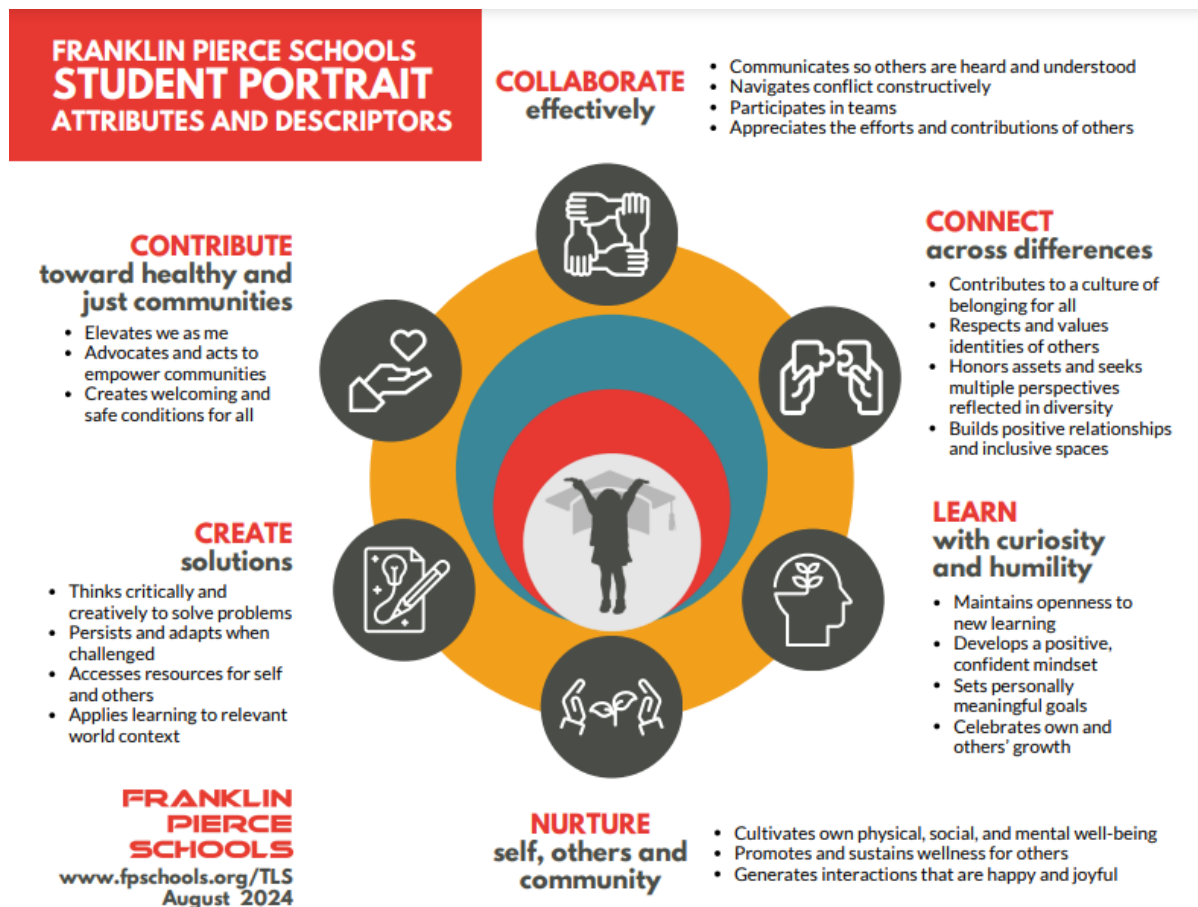 FRANKLIN PIERCE SCHOOLS
STUDENT PORTRAIT
ATTRIBUTES AND DESCRIPTORS
COLLABORATE
effectively
• Communicates so others are heard and understood
• Navigates conflict constructively
• Participates in teams
• Appreciates the efforts and contributions of others
CONNECT
across differences
• Contributes to a culture of
belonging for all
• Respects and values
identities of others
• Honors assets and seeks
multiple perspectives
reflected in diversity
• Builds positive relationships
and inclusive spaces
LEARN
with curiosity
and humility
• Maintains openness to
new learning
• Develops a positive,
confident mindset
• Sets personally
meaningful goals
• Celebrates own and
others' growth
NURTURE
self, others and
community
• Cultivates own physical, social, and mental well-being
• Promotes and sustains wellness for others
• Generates interactions that are happy and joyful
CREATE
solutions
• Thinks critically and
creatively to solve problems
• Persists and adapts when
challenged
• Accesses resources for self
and others
• Applies learning to relevant
world context
CONTRIBUTE
toward healthy and
just communities
• Elevates we as me
• Advocates and acts to
empower communities
• Creates welcoming and
safe conditions for all
FRANKLIN
PIERCE
SCHOOLS
www.fpschools.org/TLS
August 2024